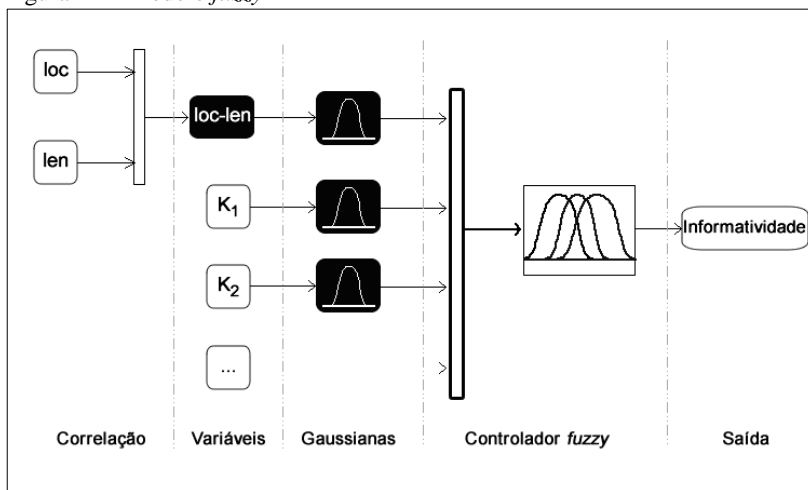 loc
len
loc-len
K1
K2
...
Informatividade
Correlação
Variáveis
Gaussianas
Controlador fuzzy
Saída